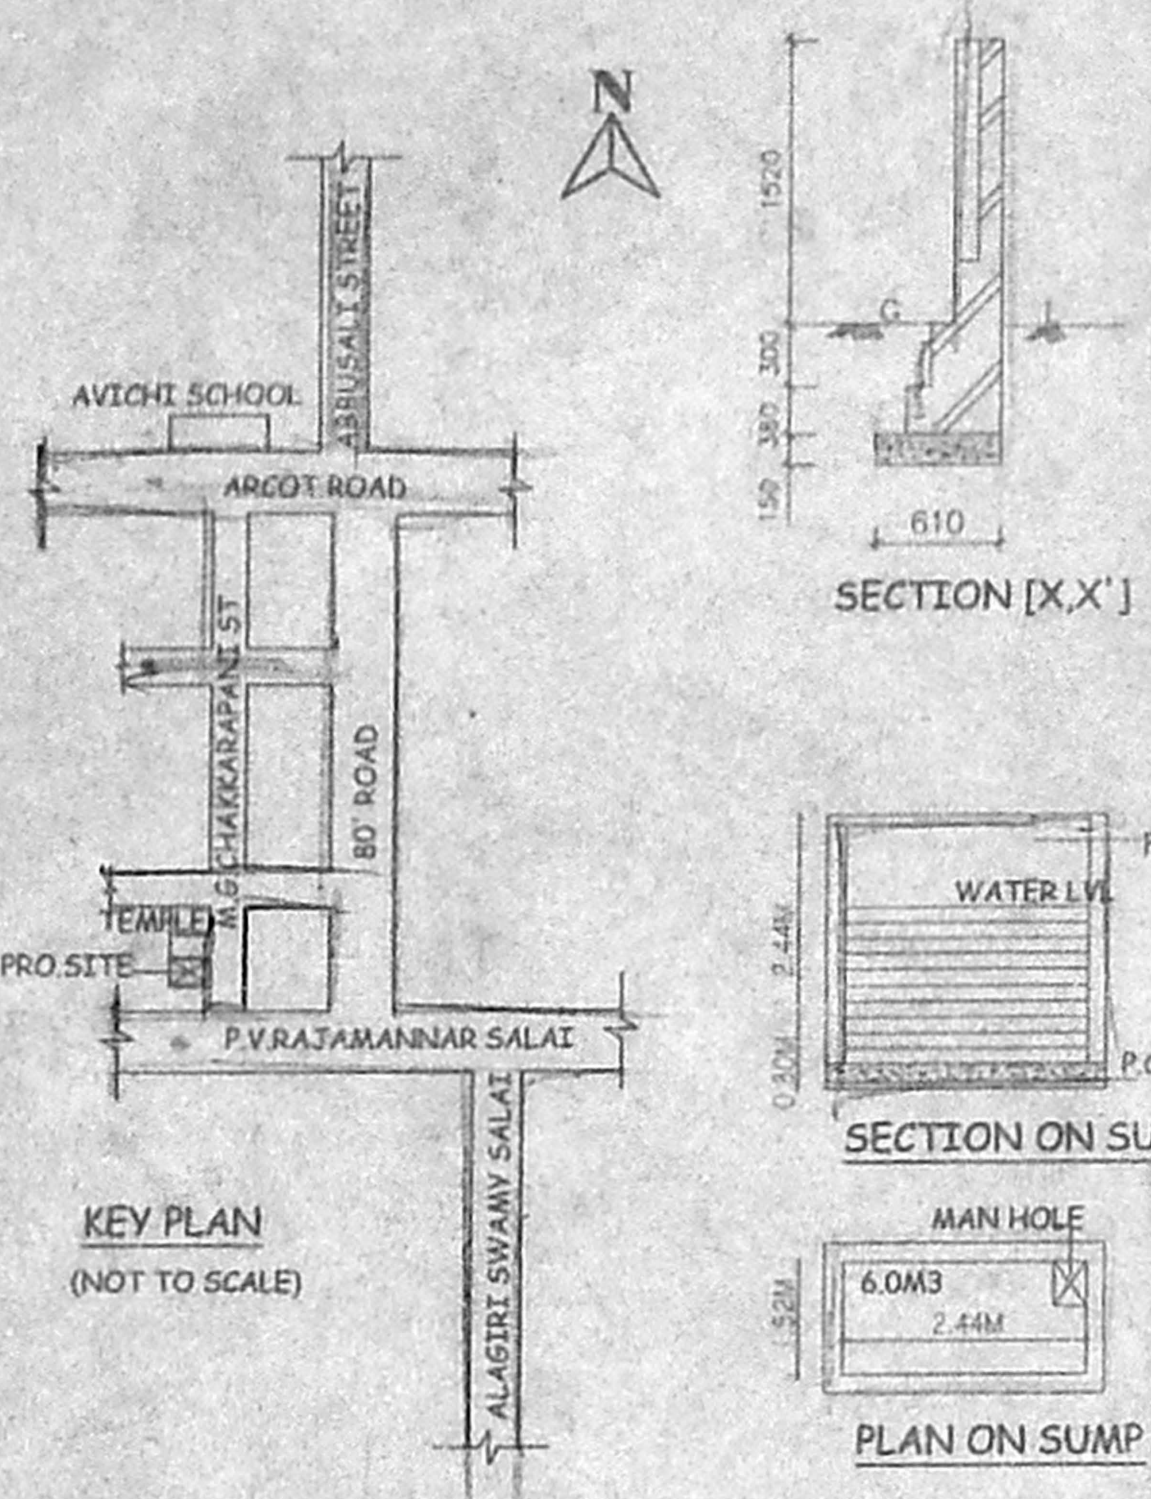 N
ABBUSALI STREET
AVICHI SCHOOL
ARCOT ROAD
M.G.CHAKKARAPANI ST
80' ROAD
TEMPLE
PRO.SITE
P.V.RAJAMANNAR SALAI
ALAGIRI SWAMY SALAI
KEY PLAN
(NOT TO SCALE)
1520
G
300
380
150
610
SECTION [X,X']
WATER LVL
2.44M
0.30M
SECTION ON SU
MAN HOLE
6.0M3
2.44M
1.52M
PLAN ON SUMP